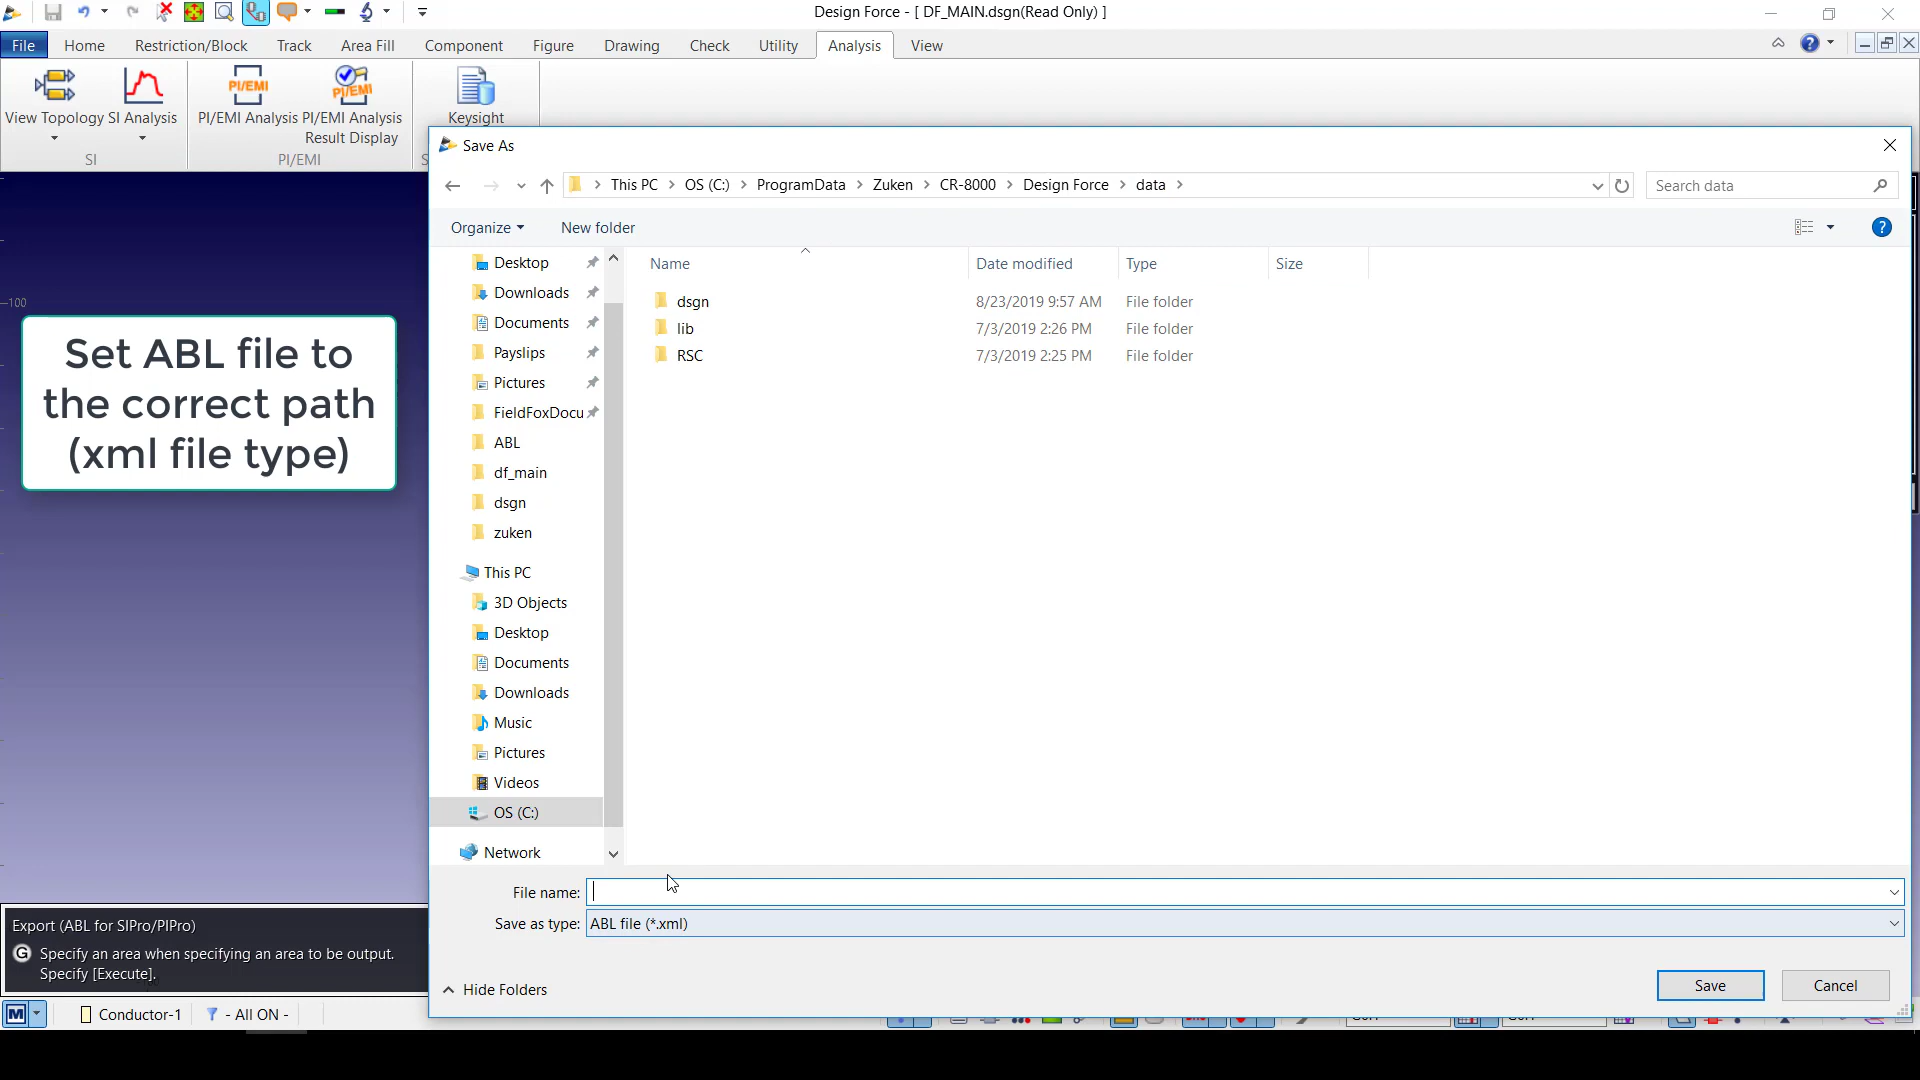 Design Force - [ DF_MAIN.dsgn(Read Only) ]
File Home Restriction/Block Track Area Fill Component Figure Drawing Check Utility Analysis View
PI/EMI PI/EMI
View Topology SI Analysis PI/EMI Analysis PI/EMI Analysis Keysight
Result Display
SI PI/EMI
Save As
This PC OS (C:) ProgramData Zuken CR-8000 Design Force data
Search data
Organize New folder
Name Date modified Type Size
dsgn 8/23/2019 9:57 AM File folder
lib 7/3/2019 2:26 PM File folder
RSC 7/3/2019 2:25 PM File folder
Desktop
Downloads
Documents
Payslips
Pictures
FieldFoxDocu
ABL
df_main
dsgn
zuken
This PC
3D Objects
Desktop
Documents
Downloads
Music
Pictures
Videos
OS (C:)
Network
100
Set ABL file to
the correct path
(xml file type)
File name:
Save as type: ABL file (*.xml)
Hide Folders Save Cancel
Export (ABL for SIPro/PIPro)
G Specify an area when specifying an area to be output.
Specify [Execute].
M Conductor-1 - All ON -